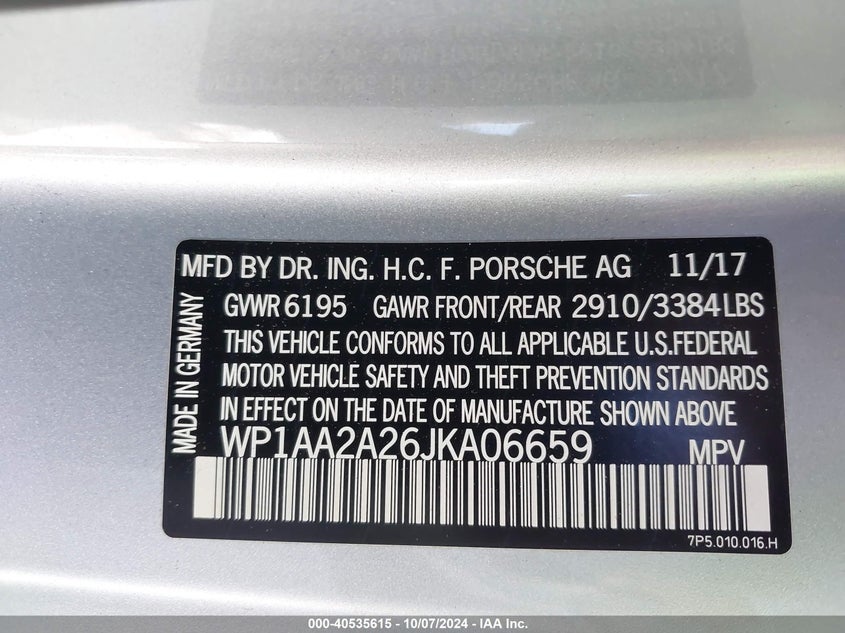 MFD BY DR. ING. H.C. F. PORSCHE AG 11/17
GVWR 6195 GAWR FRONT/REAR 2910/3384 LBS
THIS VEHICLE CONFORMS TO ALL APPLICABLE U.S.FEDERAL
MOTOR VEHICLE SAFETY AND THEFT PREVENTION STANDARDS
IN EFFECT ON THE DATE OF MANUFACTURE SHOWN ABOVE
WP1AA2A26JKA06659 MPV
MADE IN GERMANY
7P5.010.016.H
000-40535615 / 10/07/2024 - IAA Inc.